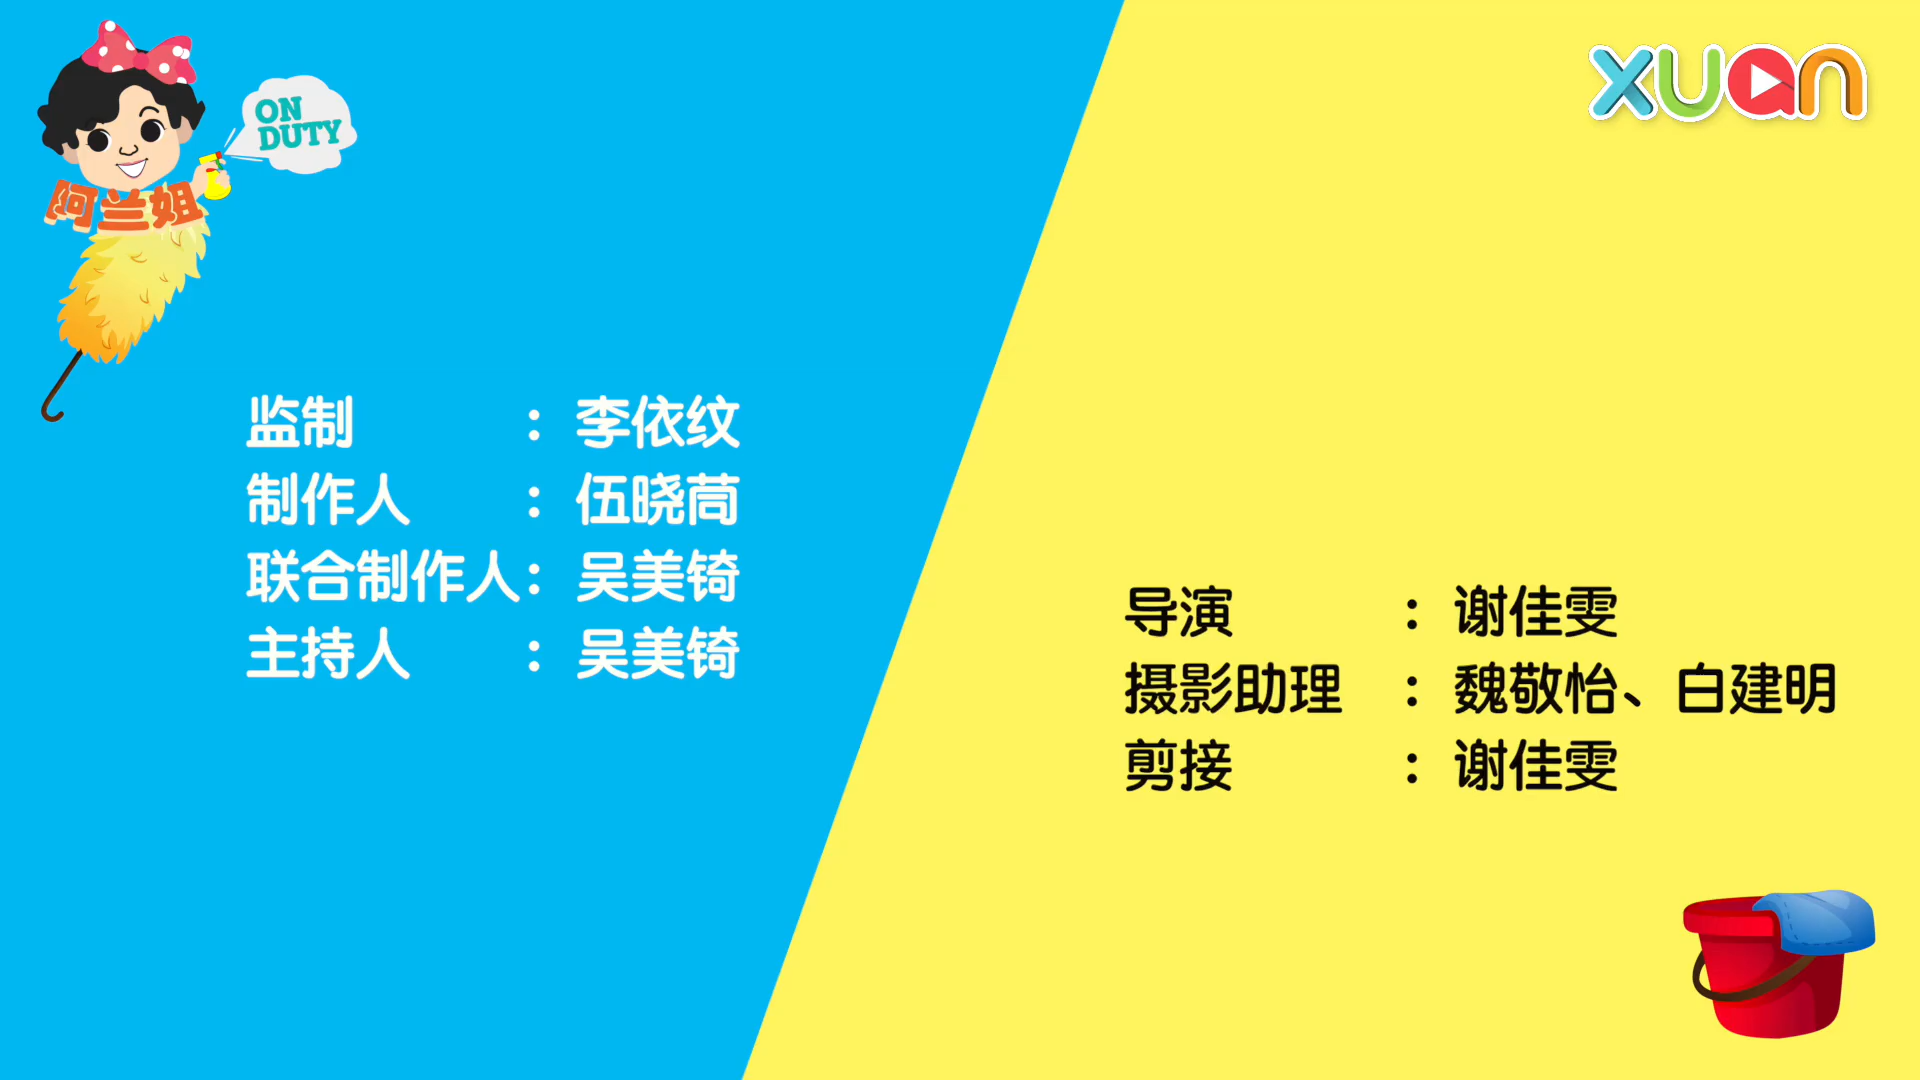 ON
DUTY
阿兰姐
xuan
监制 : 李依纹
制作人 : 伍晓茼
联合制作人 : 吴美锜
主持人 : 吴美锜
导演 : 谢佳雯
摄影助理 : 魏敬怡、白建明
剪接 : 谢佳雯